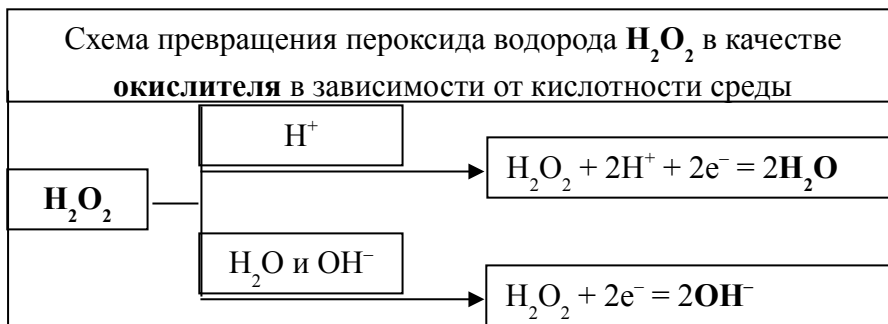 Схема превращения пероксида водорода H₂O₂ в качестве
окислителя в зависимости от кислотности среды
H⁺
H₂O₂ + 2H⁺ + 2e⁻ = 2H₂O
H₂O₂
H₂O и OH⁻
H₂O₂ + 2e⁻ = 2OH⁻